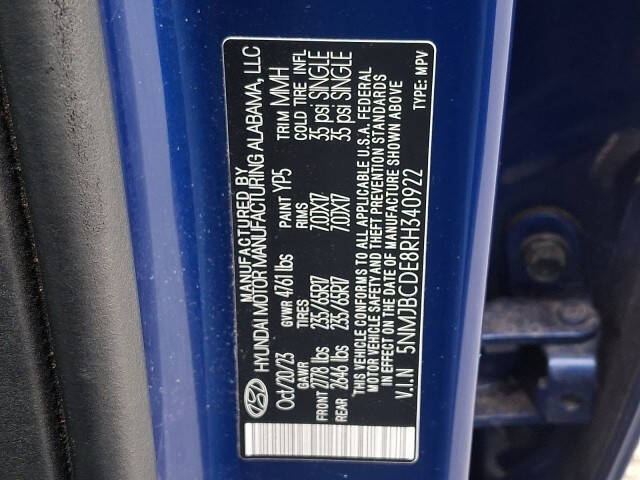 MANUFACTURED BY
HYUNDAI MOTOR MANUFACTURING ALABAMA, LLC
Oct/20/23 GVWR 4761 lbs PAINT YP5 TRIM MMH
GAWR TIRES RIMS COLD TIRE INFL
FRONT 2778 lbs 235/65R17 7.0JX17 35 psi SINGLE
REAR 2646 lbs 235/65R17 7.0JX17 35 psi SINGLE
THIS VEHICLE CONFORMS TO ALL APPLICABLE U.S.A. FEDERAL
MOTOR VEHICLE SAFETY AND THEFT PREVENTION STANDARDS
IN EFFECT ON THE DATE OF MANUFACTURE SHOWN ABOVE
V.I.N 5NMJBCDE8RH340922 TYPE: MPV